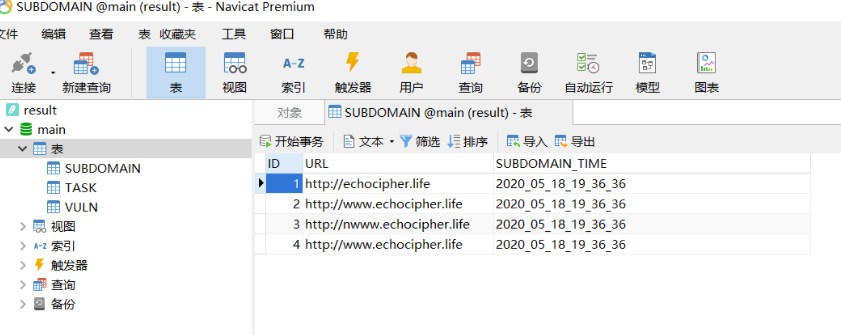 SUBDOMAIN @main (result) - 表 - Navicat Premium
文件 编辑 查看 表 收藏夹 工具 窗口 帮助
连接 新建查询 表 视图 A-Z 索引 触发器 用户 查询 备份 自动运行 模型 图表
result
对象 SUBDOMAIN @main (result) - 表
main
开始事务 文本 筛选 排序 导入 导出
表
ID URL SUBDOMAIN_TIME
SUBDOMAIN
1 http://echocipher.life 2020_05_18_19_36_36
TASK
2 http://www.echocipher.life 2020_05_18_19_36_36
VULN
3 http://nwww.echocipher.life 2020_05_18_19_36_36
视图
4 http://www.echocipher.life 2020_05_18_19_36_36
A-Z 索引
触发器
查询
备份